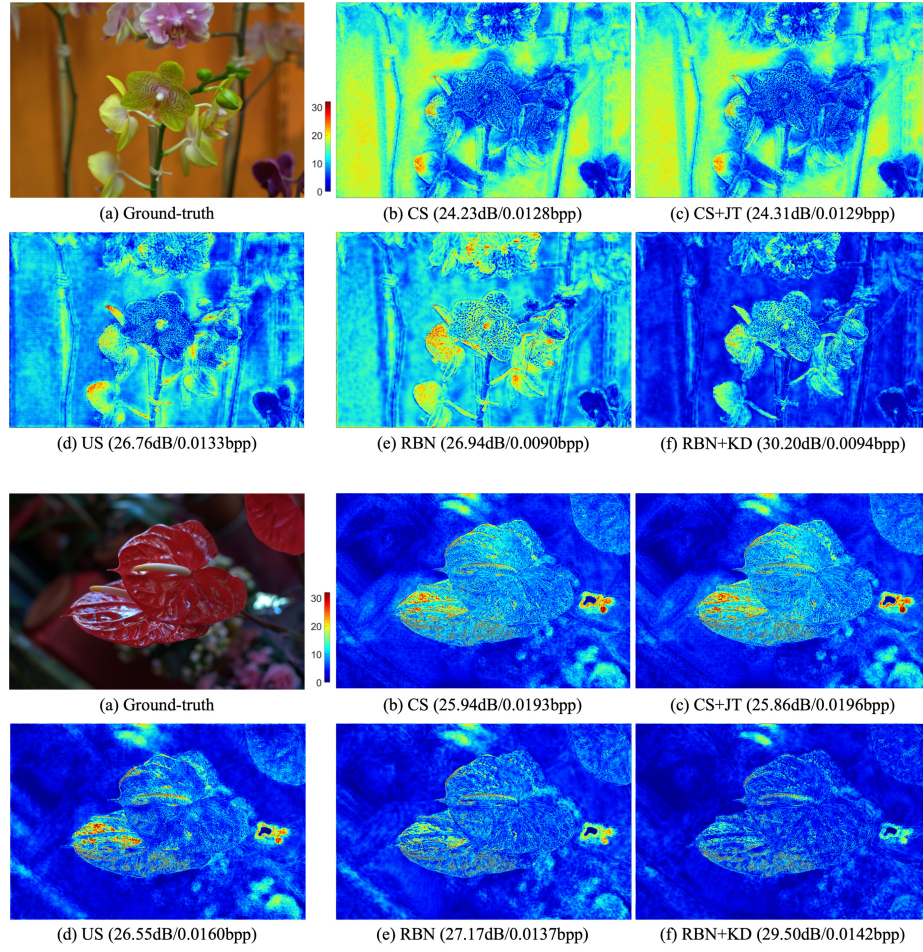 30
20
10
0
(a) Ground-truth
(b) CS (24.23dB/0.0128bpp)
(c) CS+JT (24.31dB/0.0129bpp)
(d) US (26.76dB/0.0133bpp)
(e) RBN (26.94dB/0.0090bpp)
(f) RBN+KD (30.20dB/0.0094bpp)
30
20
10
0
(a) Ground-truth
(b) CS (25.94dB/0.0193bpp)
(c) CS+JT (25.86dB/0.0196bpp)
(d) US (26.55dB/0.0160bpp)
(e) RBN (27.17dB/0.0137bpp)
(f) RBN+KD (29.50dB/0.0142bpp)